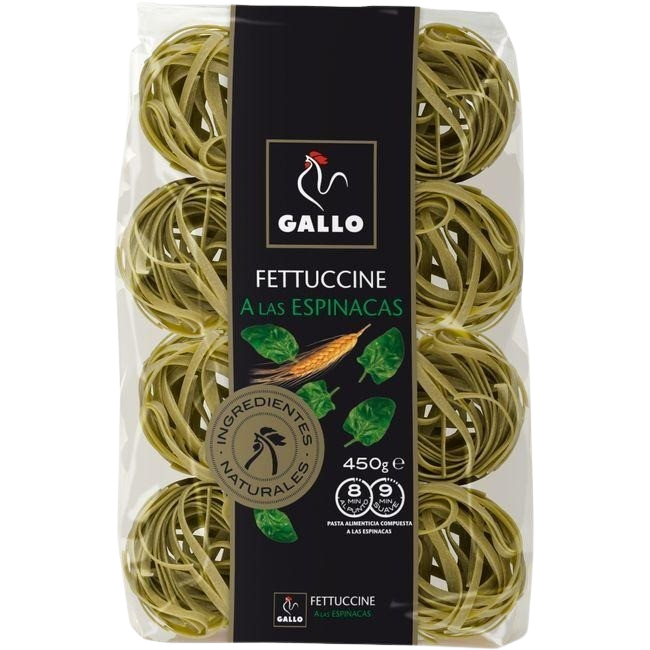 GALLO
FETTUCCINE
A LAS ESPINACAS
· INGREDIENTES ·
NATURALES
450g e
8 MIN AL PUNTO
9 MIN SUAVE
PASTA ALIMENTICIA COMPUESTA
A LAS ESPINACAS
GALLO
FETTUCCINE
A LAS ESPINACAS